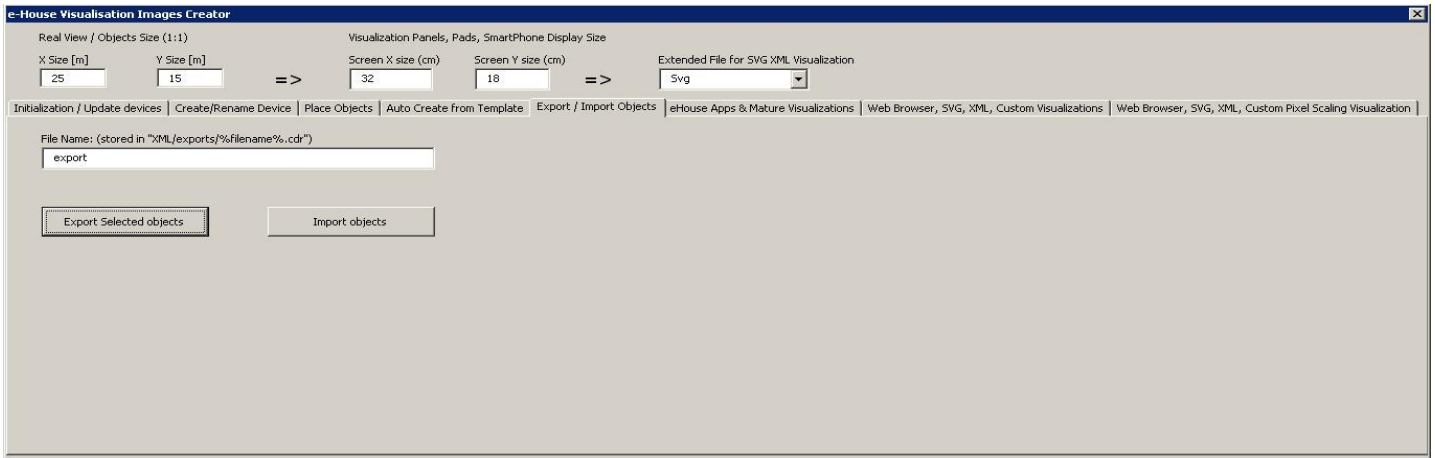 e-House Visualisation Images Creator
Real View / Objects Size (1:1) Visualization Panels, Pads, SmartPhone Display Size
X Size [m] Y Size [m] Screen X size (cm) Screen Y size (cm) Extended File for SVG XML Visualization
25 15 => 32 18 => Svg
Initialization / Update devices Create/Rename Device Place Objects Auto Create from Template Export / Import Objects eHouse Apps & Mature Visualizations Web Browser, SVG, XML, Custom Visualizations Web Browser, SVG, XML, Custom Pixel Scaling Visualization
File Name: (stored in "XML/exports/%filename%.cdr")
export
Export Selected objects Import objects